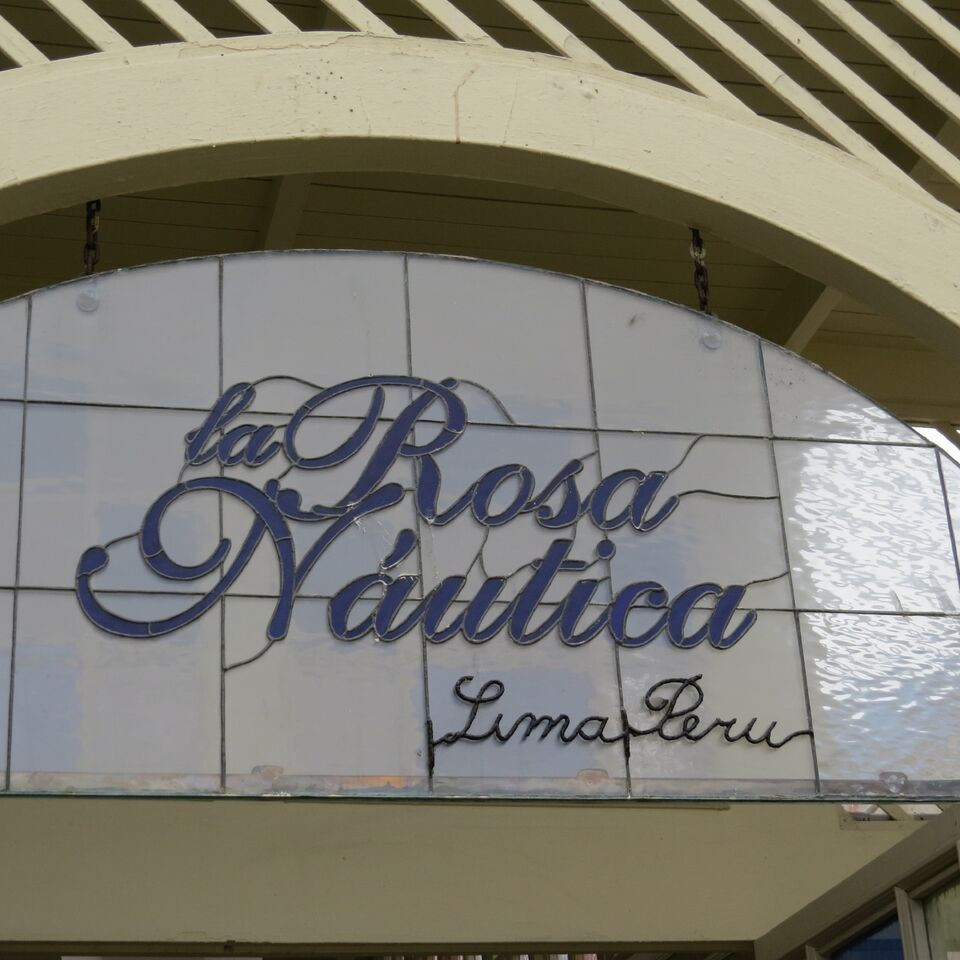 la Rosa
Náutica
Lima Peru